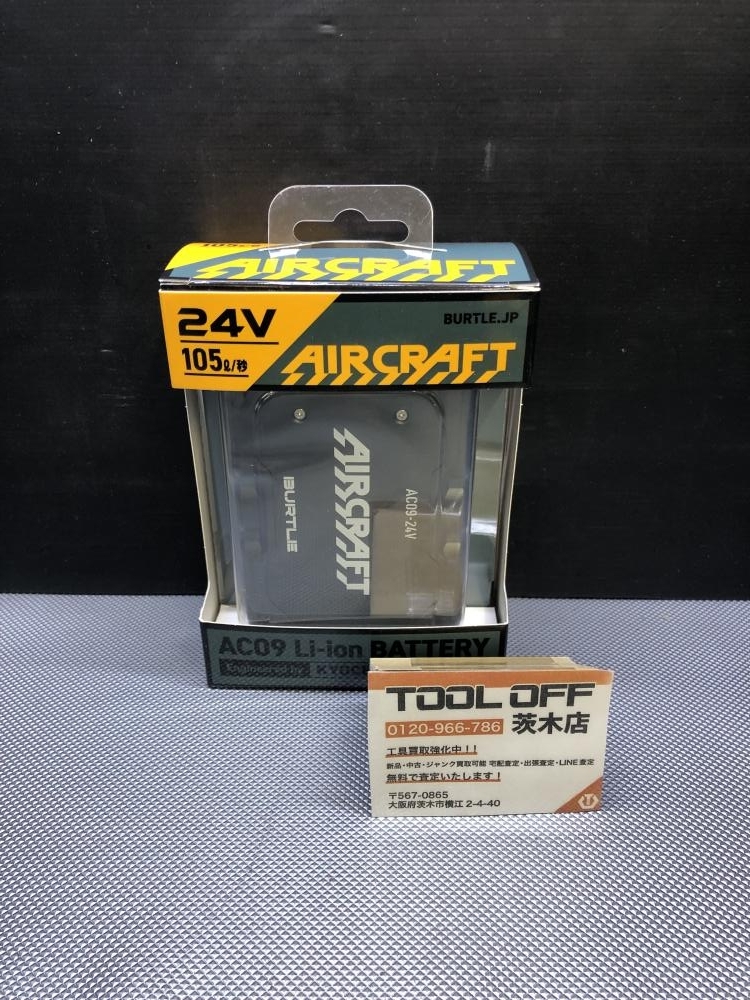 AIRCRAFT
24V
BURTLE.JP
105ℓ/秒
AIRCRAFT
AC09-24V
AIRCRAFT
BURTLE
AC09 Li-ion BATTERY
Engineered by
TOOL OFF
0120-966-786 茨木店
工具買取強化中!!
新品・中古・ジャンク買取可能 宅配査定・出張査定・LINE査定
無料で査定いたします!
〒567-0865
大阪府茨木市横江 2-4-40